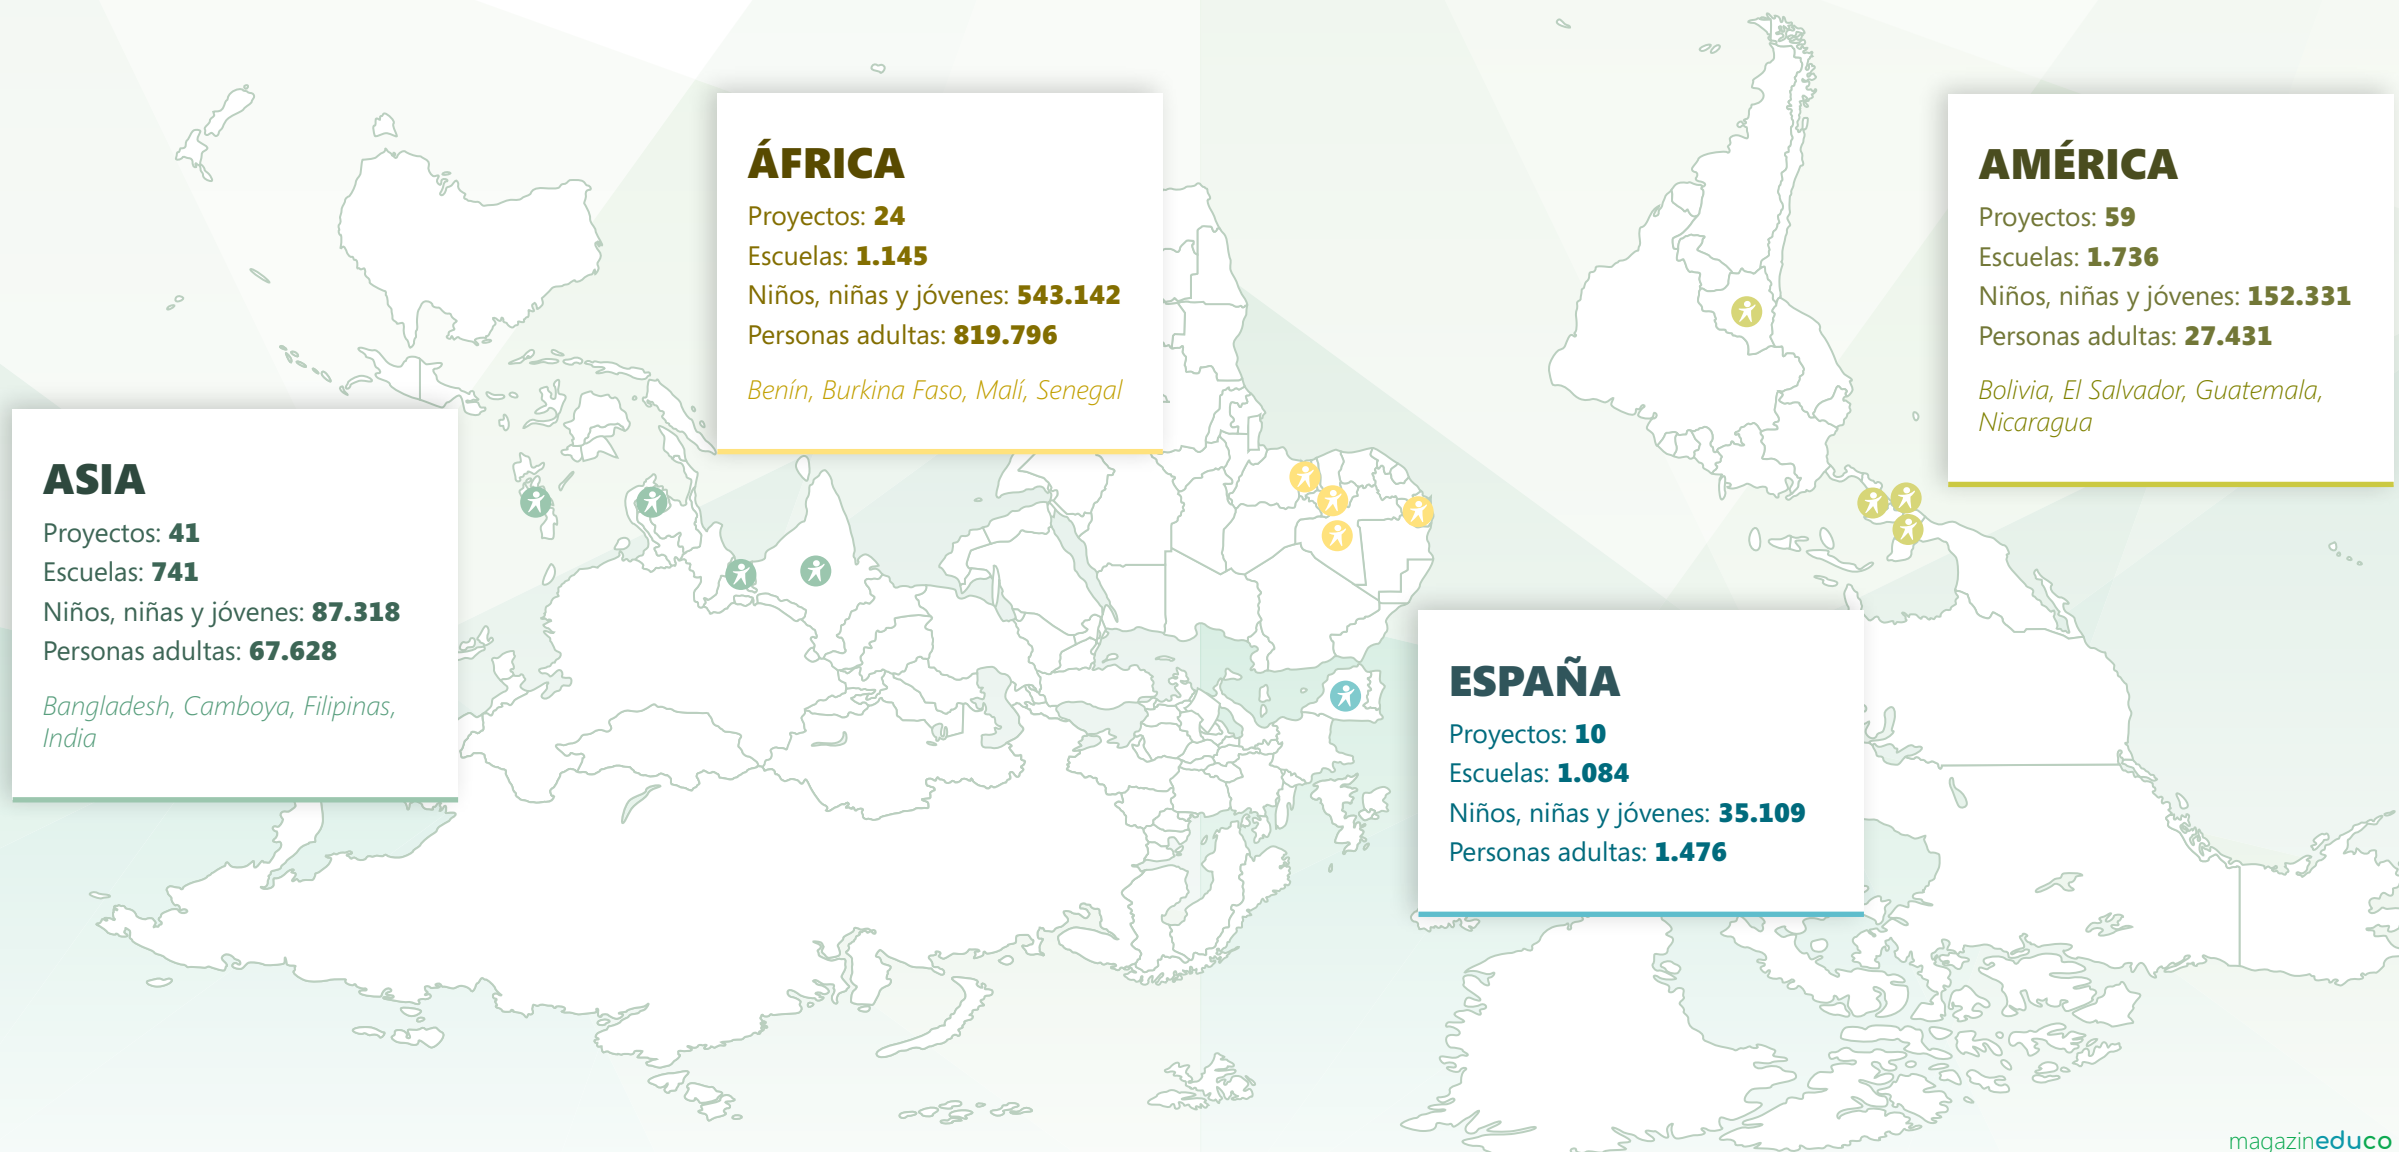 ÁFRICA
Proyectos: 24
Escuelas: 1.145
Niños, niñas y jóvenes: 543.142
Personas adultas: 819.796
Benín, Burkina Faso, Malí, Senegal
AMÉRICA
Proyectos: 59
Escuelas: 1.736
Niños, niñas y jóvenes: 152.331
Personas adultas: 27.431
Bolivia, El Salvador, Guatemala,
Nicaragua
ASIA
Proyectos: 41
Escuelas: 741
Niños, niñas y jóvenes: 87.318
Personas adultas: 67.628
Bangladesh, Camboya, Filipinas,
India
ESPAÑA
Proyectos: 10
Escuelas: 1.084
Niños, niñas y jóvenes: 35.109
Personas adultas: 1.476
magazineduco